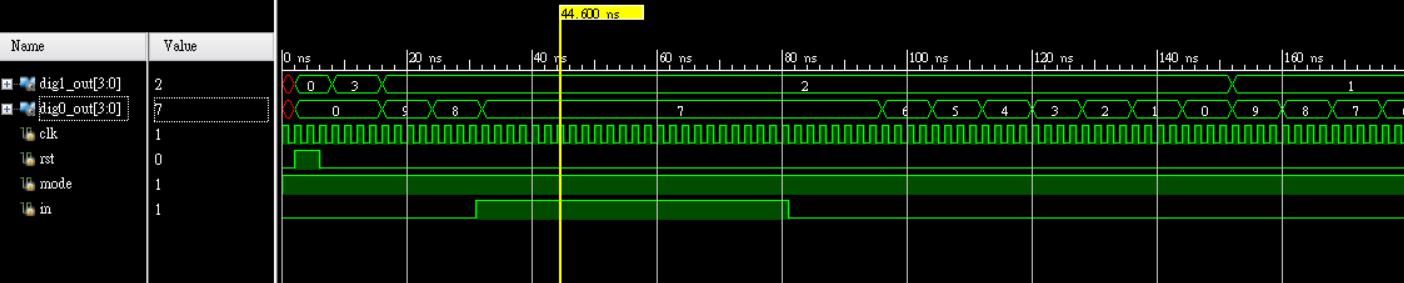 44.600 ns
Name Value
0 ns 20 ns 40 ns 60 ns 80 ns 100 ns 120 ns 140 ns 160 ns
dig1_out[3:0] 2 0 3 2 1
dig0_out[3:0] 7 0 9 8 7 6 5 4 3 2 1 0 9 8 7
clk 1
rst 0
mode 1
in 1